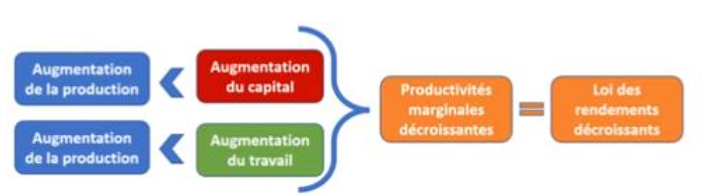 Augmentation
de la production
Augmentation
du capital
Augmentation
de la production
Augmentation
du travail
Productivités
marginales
décroissantes
Loi des
rendements
décroissants